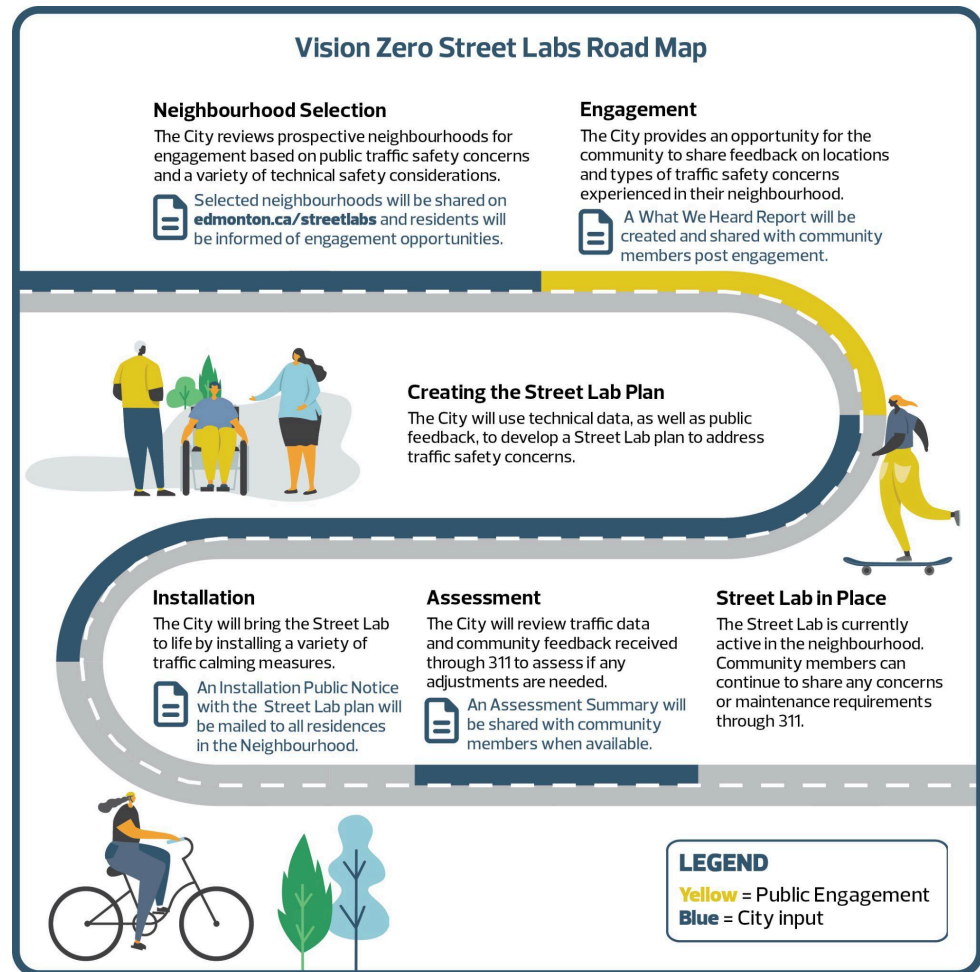 Vision Zero Street Labs Road Map
Neighbourhood Selection
The City reviews prospective neighbourhoods for
engagement based on public traffic safety concerns
and a variety of technical safety considerations.
Selected neighbourhoods will be shared on
edmonton.ca/streetlabs and residents will
be informed of engagement opportunities.
Engagement
The City provides an opportunity for the
community to share feedback on locations
and types of traffic safety concerns
experienced in their neighbourhood.
A What We Heard Report will be
created and shared with community
members post engagement.
Creating the Street Lab Plan
The City will use technical data, as well as public
feedback, to develop a Street Lab plan to address
traffic safety concerns.
Installation
The City will bring the Street Lab
to life by installing a variety of
traffic calming measures.
An Installation Public Notice
with the Street Lab plan will
be mailed to all residences
in the Neighbourhood.
Assessment
The City will review traffic data
and community feedback received
through 311 to assess if any
adjustments are needed.
An Assessment Summary will
be shared with community
members when available.
Street Lab in Place
The Street Lab is currently
active in the neighbourhood.
Community members can
continue to share any concerns
or maintenance requirements
through 311.
LEGEND
Yellow = Public Engagement
Blue = City input